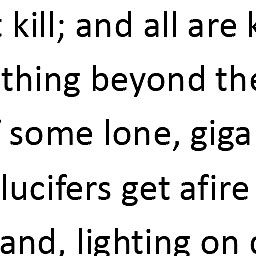 kill; and all are
thing beyond the
some lone, giga
lucifers get afire
and, lighting on